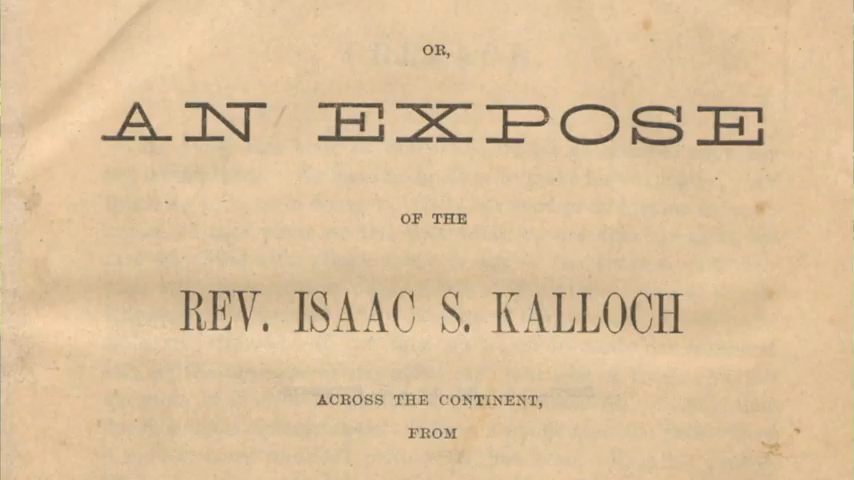 OR,
AN EXPOSE
OF THE
REV. ISAAC S. KALLOCH
ACROSS THE CONTINENT,
FROM